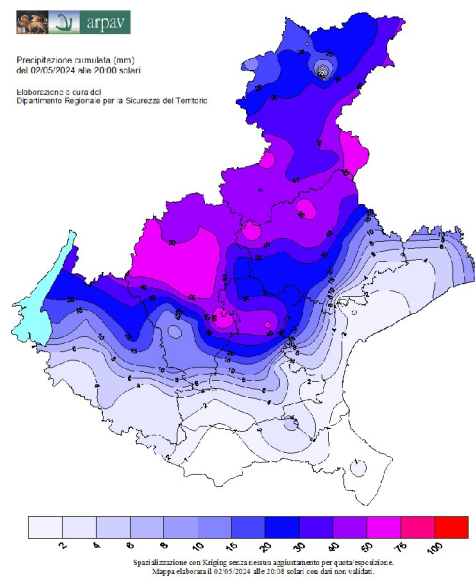 arpav
Precipitazione cumulata (mm)
del 02/05/2024 alle 20:00 solari
Elaborazione a cura del
Dipartimento Regionale per la Sicurezza del Territorio
2 4 6 8 10 15 20 30 40 50 75 100
Spazializzazione con Kriging senza nessun aggiustamento per quota/esposizione.
Mappa elaborata il 02/05/2024 alle 20:08 solari con dati non validati.